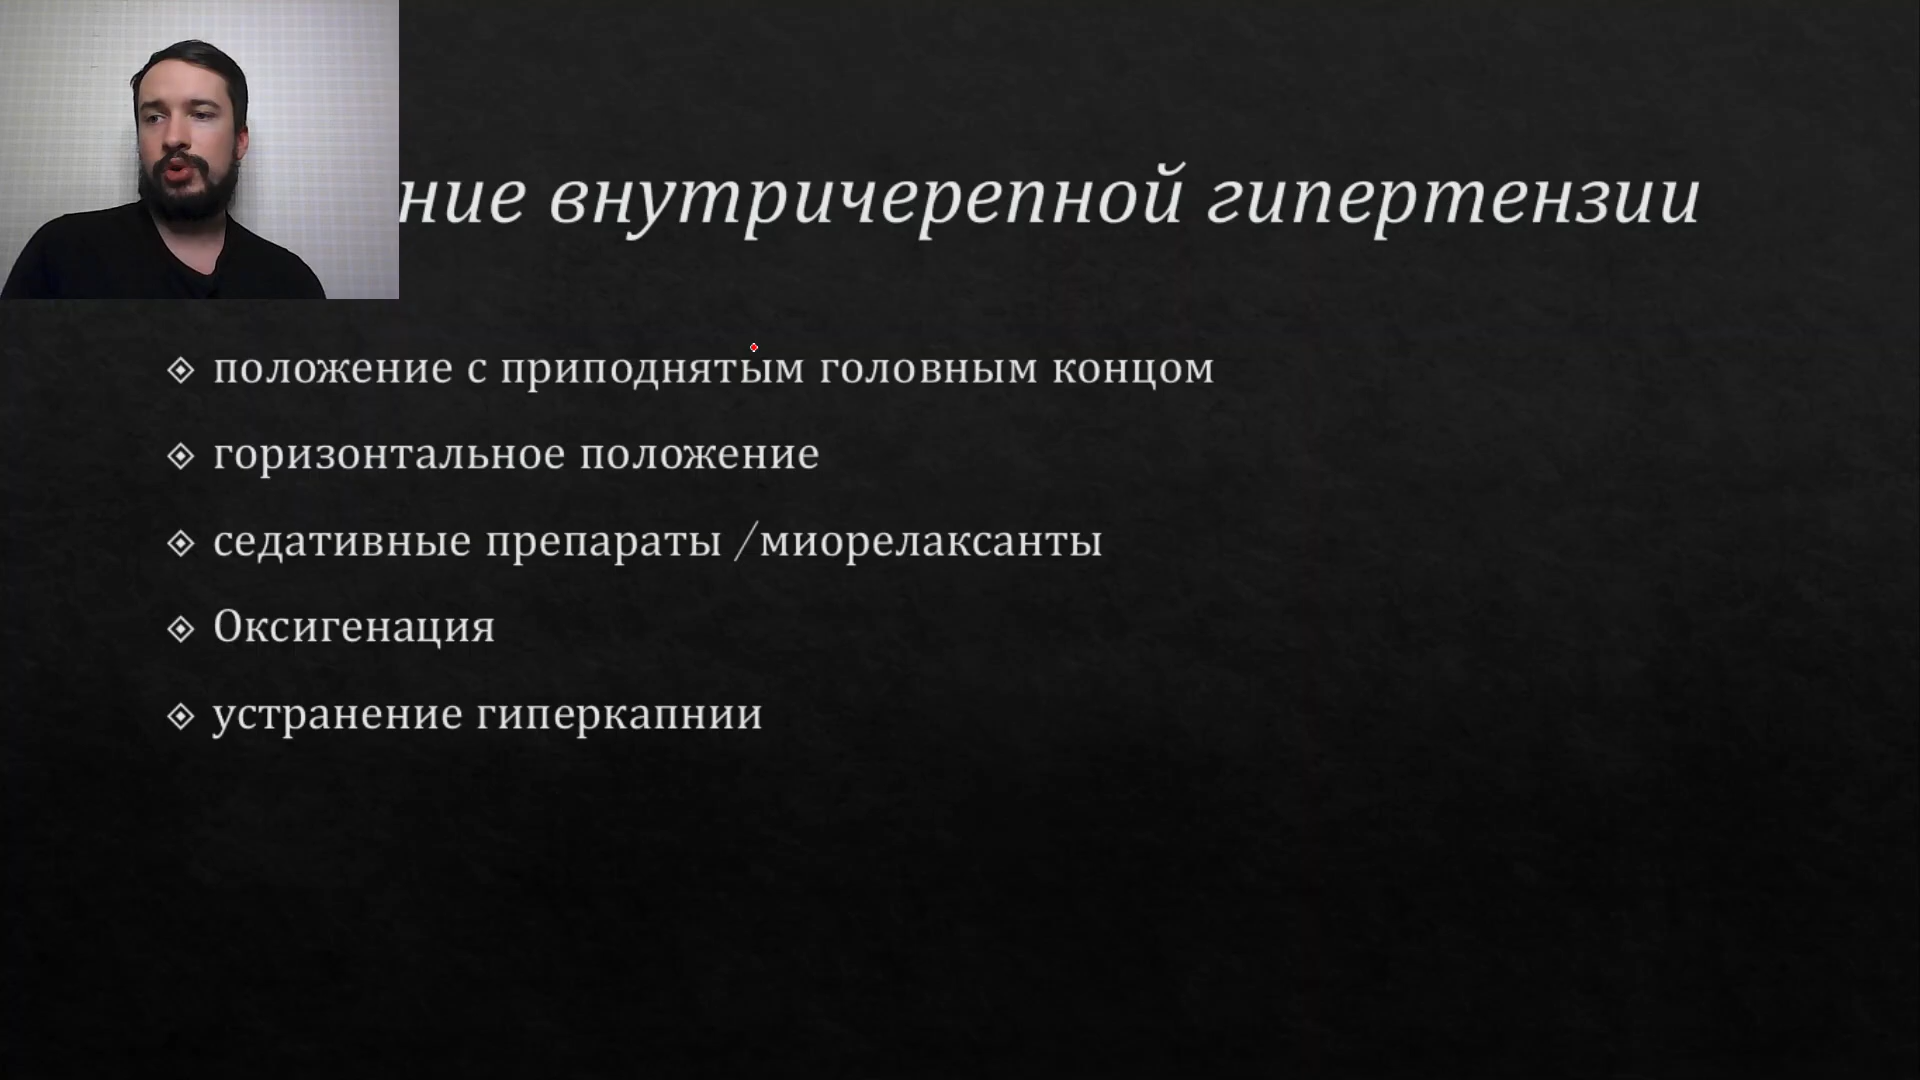 ние внутричерепной гипертензии
положение с приподнятым головным концом
горизонтальное положение
седативные препараты /миорелаксанты
Оксигенация
устранение гиперкапнии